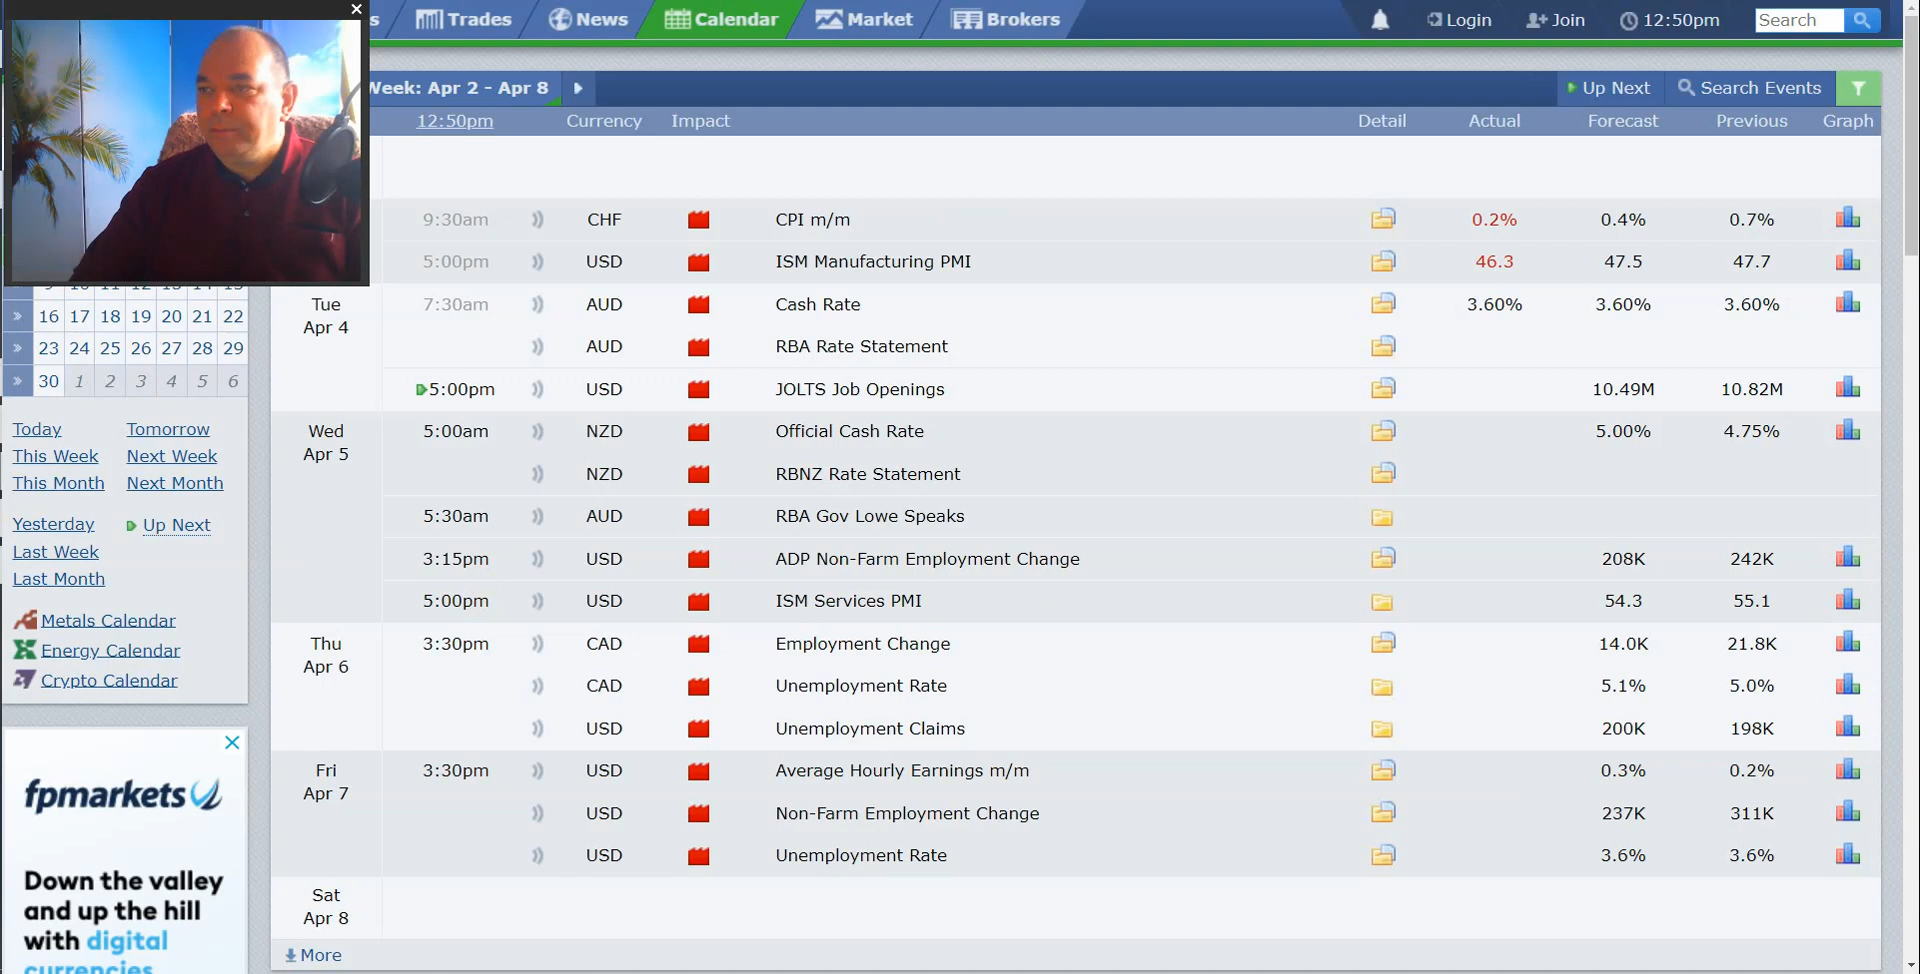 s
Trades
News
Calendar
Market
Brokers
Login
Join
12:50pm
Search
Week: Apr 2 - Apr 8
Up Next
Search Events
12:50pm Currency Impact Detail Actual Forecast Previous Graph
9:30am CHF CPI m/m 0.2% 0.4% 0.7%
5:00pm USD ISM Manufacturing PMI 46.3 47.5 47.7
Tue
Apr 4
7:30am AUD Cash Rate 3.60% 3.60% 3.60%
AUD RBA Rate Statement
5:00pm USD JOLTS Job Openings 10.49M 10.82M
Wed
Apr 5
5:00am NZD Official Cash Rate 5.00% 4.75%
NZD RBNZ Rate Statement
5:30am AUD RBA Gov Lowe Speaks
3:15pm USD ADP Non-Farm Employment Change 208K 242K
5:00pm USD ISM Services PMI 54.3 55.1
Thu
Apr 6
3:30pm CAD Employment Change 14.0K 21.8K
CAD Unemployment Rate 5.1% 5.0%
USD Unemployment Claims 200K 198K
Fri
Apr 7
3:30pm USD Average Hourly Earnings m/m 0.3% 0.2%
USD Non-Farm Employment Change 237K 311K
USD Unemployment Rate 3.6% 3.6%
Sat
Apr 8
More
» 16 17 18 19 20 21 22
» 23 24 25 26 27 28 29
» 30 1 2 3 4 5 6
Today Tomorrow
This Week Next Week
This Month Next Month
Yesterday Up Next
Last Week
Last Month
Metals Calendar
Energy Calendar
Crypto Calendar
fpmarkets
Down the valley
and up the hill
with digital
currencies